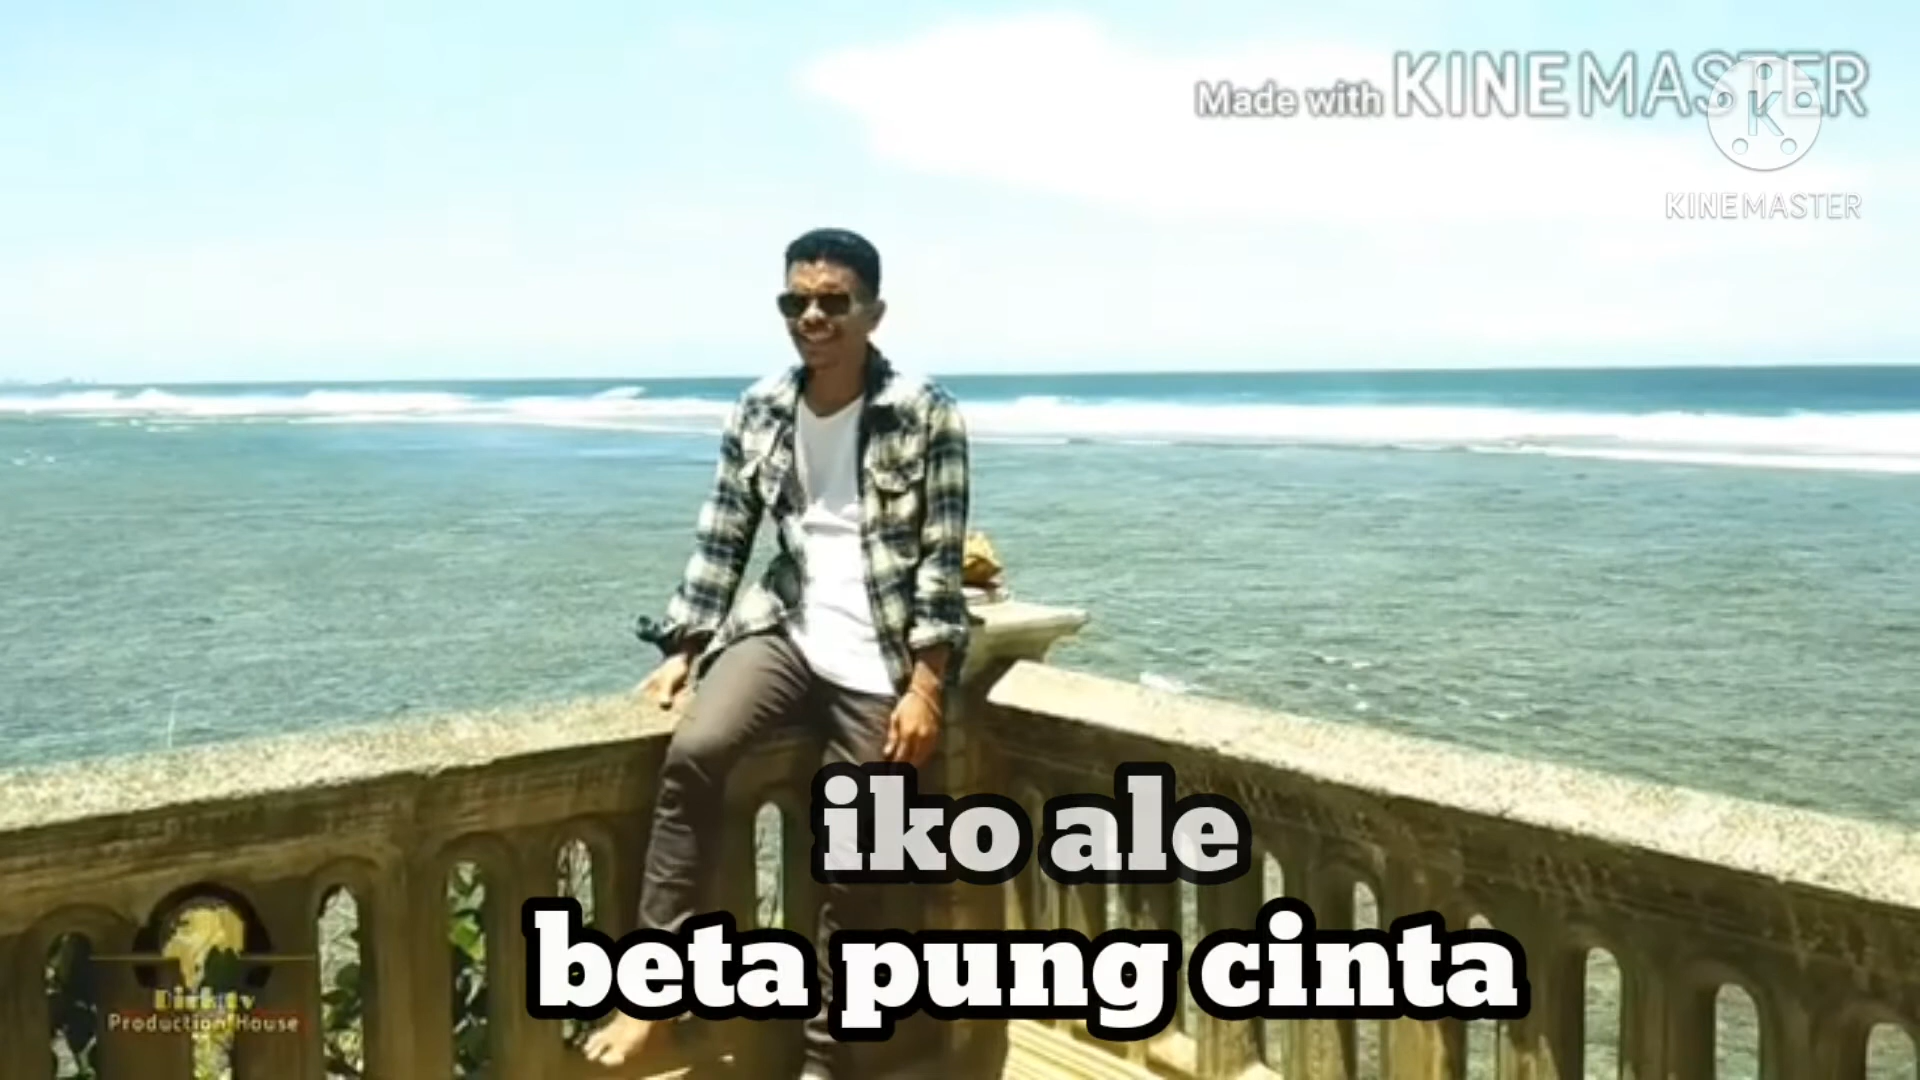 Made with KINEMASTER
K
KINEMASTER
iko ale
beta pung cinta
Production House